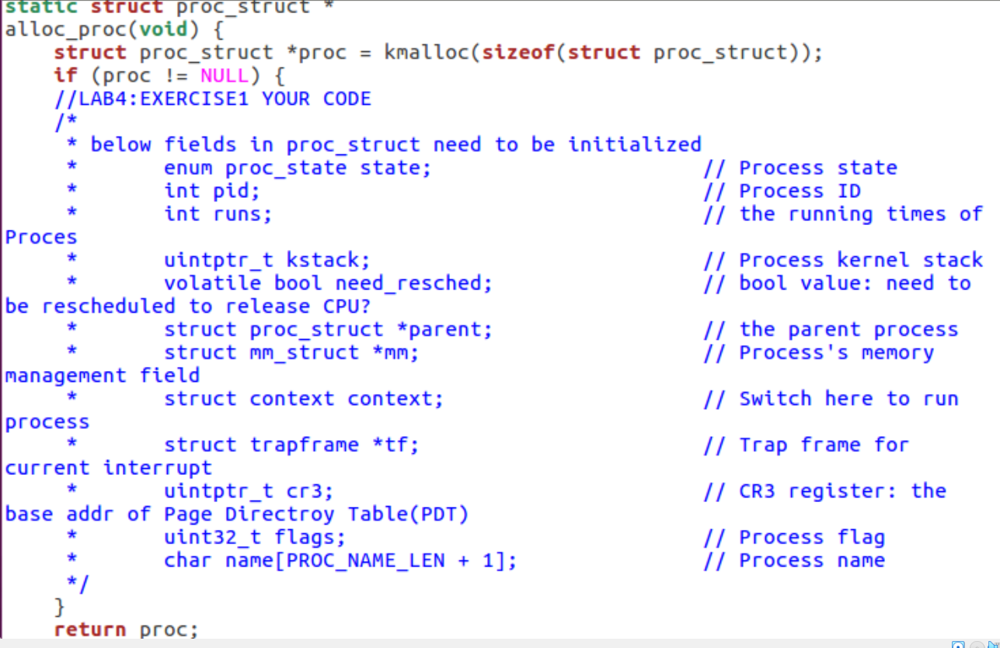 static struct proc_struct *
alloc_proc(void) {
    struct proc_struct *proc = kmalloc(sizeof(struct proc_struct));
    if (proc != NULL) {
    //LAB4:EXERCISE1 YOUR CODE
    /*
     * below fields in proc_struct need to be initialized
     *       enum proc_state state;                      // Process state
     *       int pid;                                    // Process ID
     *       int runs;                                   // the running times of
Proces
     *       uintptr_t kstack;                           // Process kernel stack
     *       volatile bool need_resched;                 // bool value: need to
be rescheduled to release CPU?
     *       struct proc_struct *parent;                 // the parent process
     *       struct mm_struct *mm;                       // Process's memory
management field
     *       struct context context;                     // Switch here to run
process
     *       struct trapframe *tf;                       // Trap frame for
current interrupt
     *       uintptr_t cr3;                              // CR3 register: the
base addr of Page Directroy Table(PDT)
     *       uint32_t flags;                             // Process flag
     *       char name[PROC_NAME_LEN + 1];               // Process name
     */
    }
    return proc;